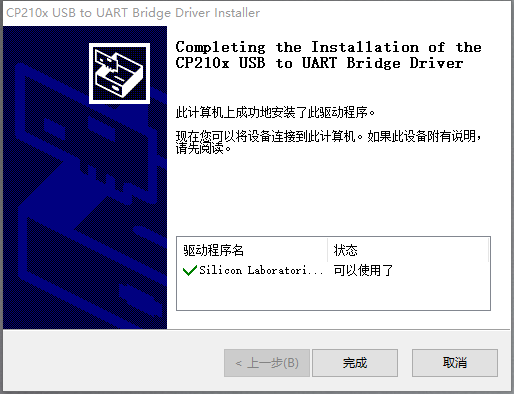 CP210x USB to UART Bridge Driver Installer
Completing the Installation of the
CP210x USB to UART Bridge Driver
此计算机上成功地安装了此驱动程序。
现在您可以将设备连接到此计算机。如果此设备附有说明，
请先阅读。
驱动程序名 状态
Silicon Laboratori... 可以使用了
< 上一步(B) 完成 取消